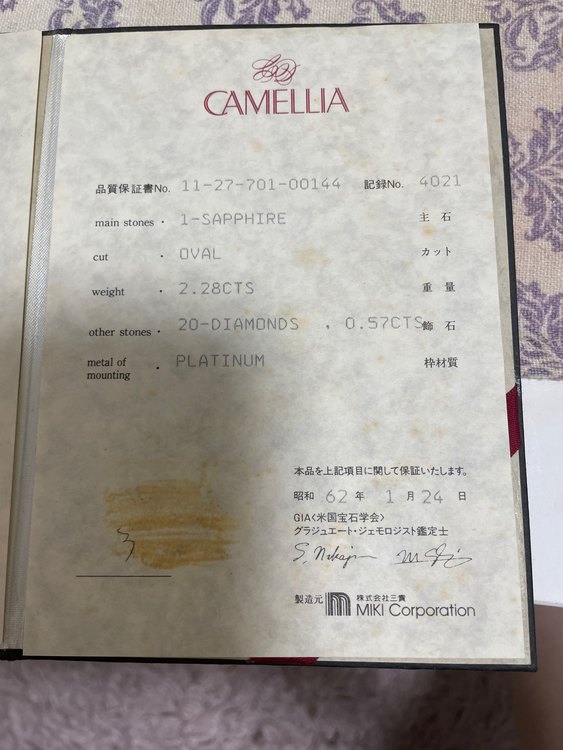 CAMELLIA
品質保証書No. 11-27-701-00144 記録No. 4021
main stones · 1-SAPPHIRE 主石
cut · OVAL カット
weight · 2.28CTS 重量
other stones · 20-DIAMONDS , 0.57CTS 飾石
metal of mounting · PLATINUM 枠材質
本品を上記項目に関して保証いたします。
昭和 62 年 1 月 24 日
GIA〈米国宝石学会〉
グラジュエート・ジェモロジスト鑑定士
製造元 株式会社三貴
MIKI Corporation